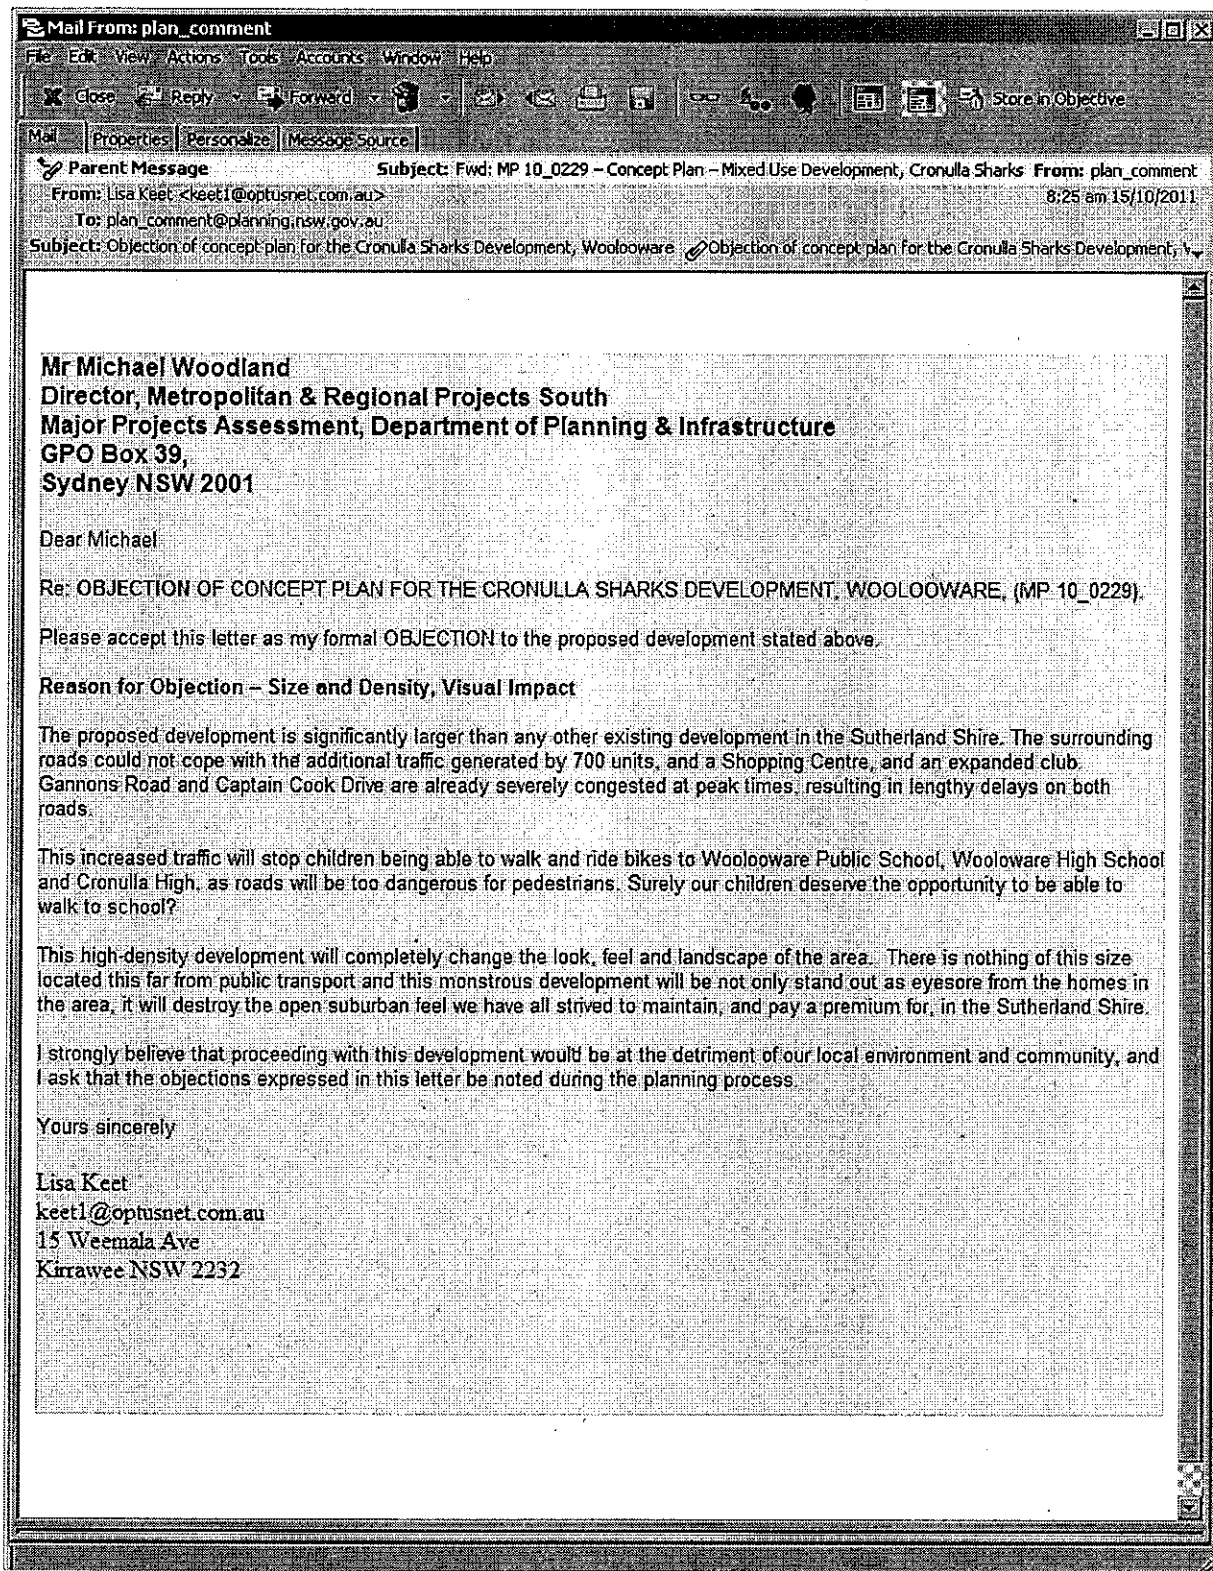 Mail From: plan_comment
File Edit View Actions Tools Accounts Window Help
Close Reply Forward Store in Objective
Mail Properties Personalize Message Source
Parent Message Subject: Fwd: MP 10_0229 – Concept Plan – Mixed Use Development, Cronulla Sharks From: plan_comment
From: Lisa Keet <keet1@optusnet.com.au> 8:25 am 15/10/2011
To: plan_comment@planning.nsw.gov.au
Subject: Objection of concept plan for the Cronulla Sharks Development, Woolooware Objection of concept plan for the Cronulla Sharks Development, W
Mr Michael Woodland
Director, Metropolitan & Regional Projects South
Major Projects Assessment, Department of Planning & Infrastructure
GPO Box 39,
Sydney NSW 2001
Dear Michael
Re: OBJECTION OF CONCEPT PLAN FOR THE CRONULLA SHARKS DEVELOPMENT, WOOLOOWARE, (MP 10_0229).
Please accept this letter as my formal OBJECTION to the proposed development stated above.
Reason for Objection – Size and Density, Visual Impact
The proposed development is significantly larger than any other existing development in the Sutherland Shire. The surrounding
roads could not cope with the additional traffic generated by 700 units, and a Shopping Centre, and an expanded club.
Gannons Road and Captain Cook Drive are already severely congested at peak times, resulting in lengthy delays on both
roads.
This increased traffic will stop children being able to walk and ride bikes to Woolooware Public School, Wooloware High School
and Cronulla High, as roads will be too dangerous for pedestrians. Surely our children deserve the opportunity to be able to
walk to school?
This high-density development will completely change the look, feel and landscape of the area. There is nothing of this size
located this far from public transport and this monstrous development will be not only stand out as eyesore from the homes in
the area, it will destroy the open suburban feel we have all strived to maintain, and pay a premium for, in the Sutherland Shire.
I strongly believe that proceeding with this development would be at the detriment of our local environment and community, and
I ask that the objections expressed in this letter be noted during the planning process.
Yours sincerely
Lisa Keet
keet1@optusnet.com.au
15 Weemala Ave
Kirrawee NSW 2232